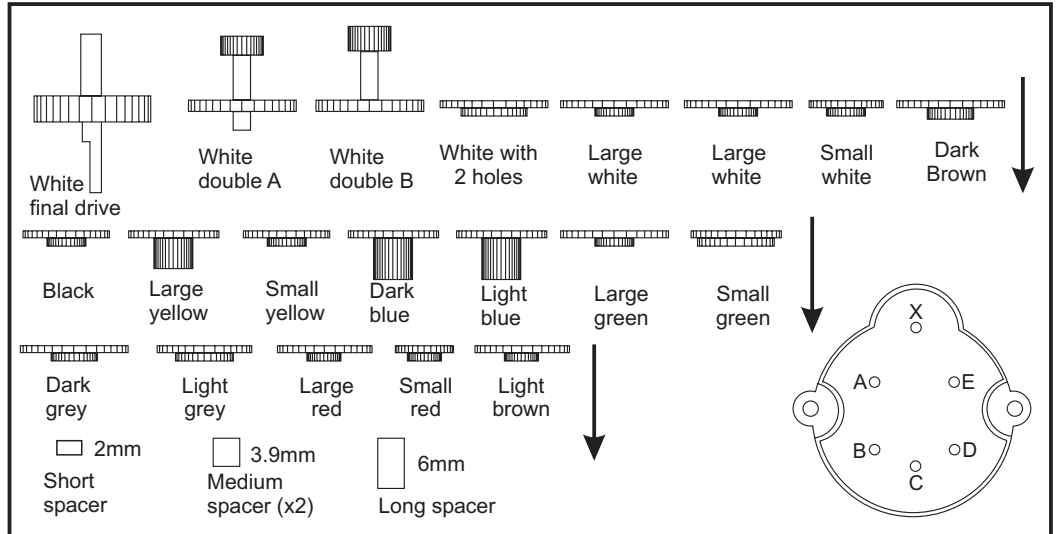 White
final drive
White
double A
White
double B
White with
2 holes
Large
white
Large
white
Small
white
Dark
Brown
Black
Large
yellow
Small
yellow
Dark
blue
Light
blue
Large
green
Small
green
Dark
grey
Light
grey
Large
red
Small
red
Light
brown
2mm
Short
spacer
3.9mm
Medium
spacer (x2)
6mm
Long spacer
X
A
E
B
D
C